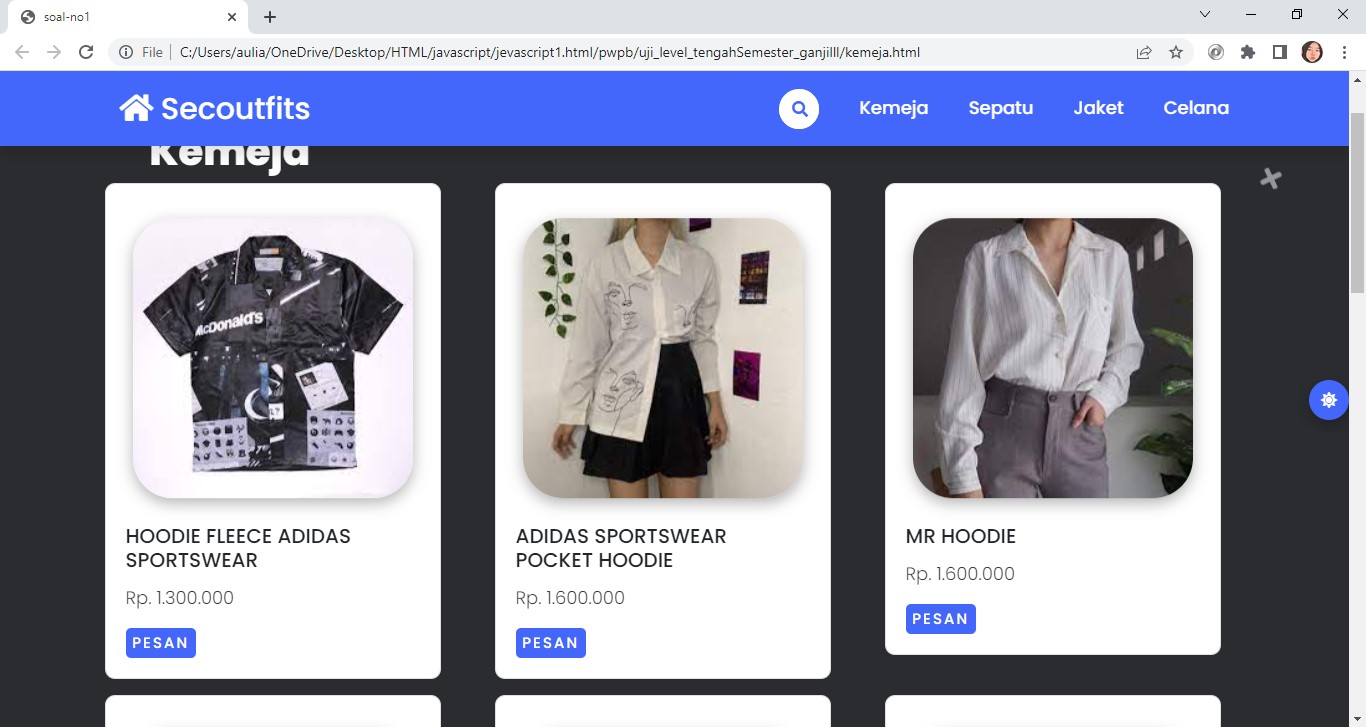 soal-no1
File
C:/Users/aulia/OneDrive/Desktop/HTML/javascript/jevascript1.html/pwpb/uji_level_tengahSemester_ganjilll/kemeja.html
Secoutfits
Kemeja
Sepatu
Jaket
Celana
Kemeja
McDonald's
HOODIE FLEECE ADIDAS
SPORTSWEAR
Rp. 1.300.000
PESAN
ADIDAS SPORTSWEAR
POCKET HOODIE
Rp. 1.600.000
PESAN
MR HOODIE
Rp. 1.600.000
PESAN